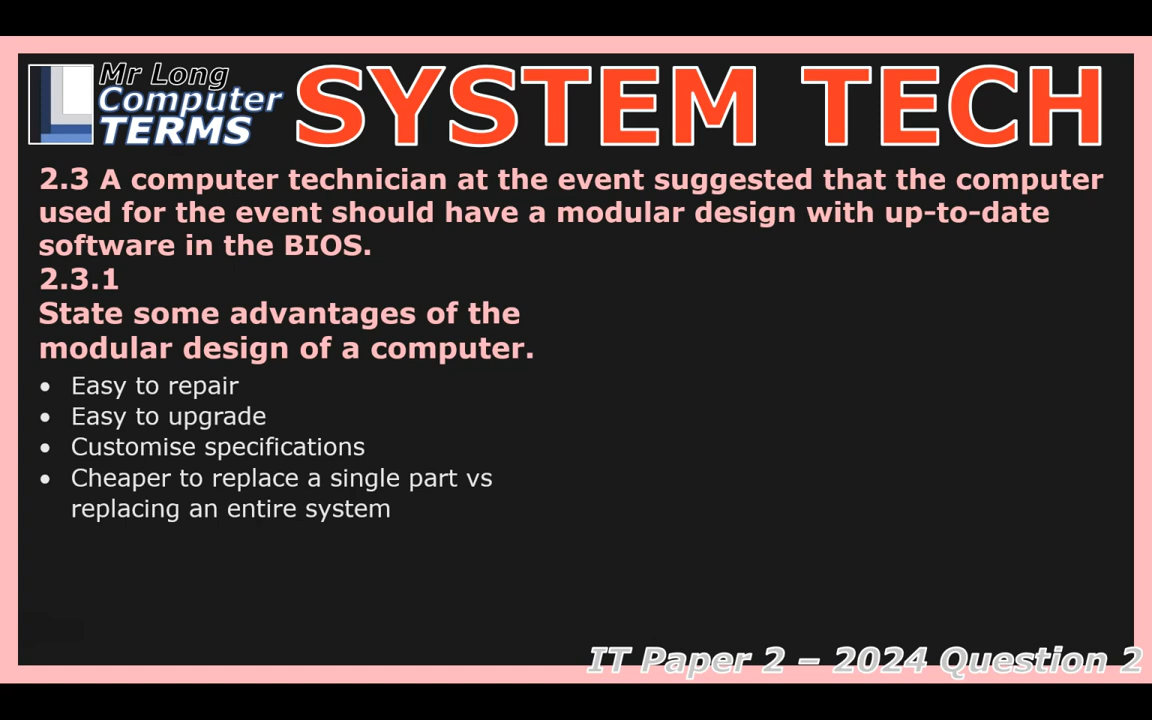 Mr Long
Computer
TERMS
SYSTEM TECH
2.3 A computer technician at the event suggested that the computer
used for the event should have a modular design with up-to-date
software in the BIOS.
2.3.1
State some advantages of the
modular design of a computer.
• Easy to repair
• Easy to upgrade
• Customise specifications
• Cheaper to replace a single part vs
replacing an entire system
IT Paper 2 – 2024 Question 2